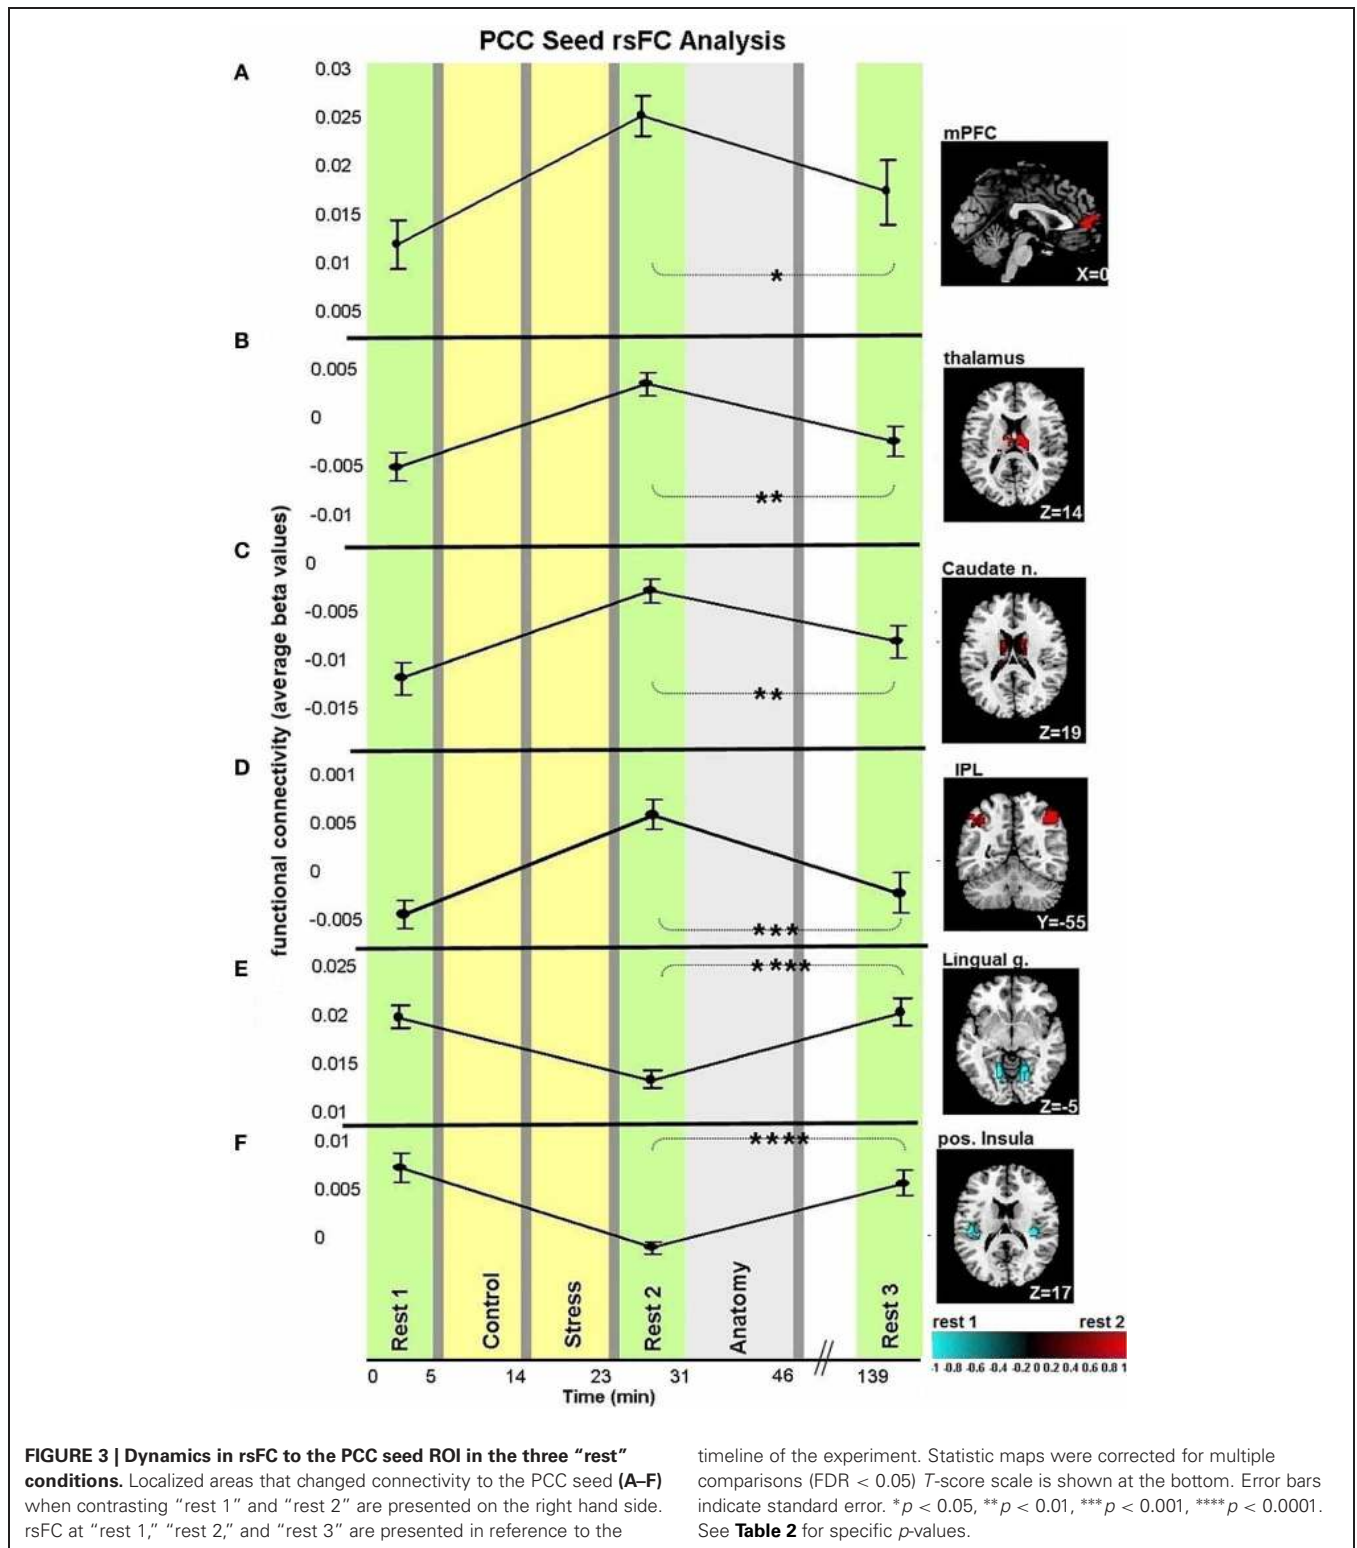 PCC Seed rsFC Analysis
functional connectivity (average beta values)
A
0.03
0.025
0.02
0.015
0.01
0.005
*
mPFC
X=0
B
0.005
0
-0.005
-0.01
**
thalamus
Z=14
C
0
-0.005
-0.01
-0.015
**
Caudate n.
Z=19
D
0.001
0.005
0
-0.005
***
IPL
Y=-55
E
0.025
0.02
0.015
0.01
****
Lingual g.
Z=-5
F
0.01
0.005
0
****
pos. Insula
Z=17
Rest 1
Control
Stress
Rest 2
Anatomy
Rest 3
rest 1 rest 2
-1 -0.8 -0.6 -0.4 -0.2 0 0.2 0.4 0.6 0.8 1
0 5 14 23 31 46 // 139
Time (min)
FIGURE 3 | Dynamics in rsFC to the PCC seed ROI in the three “rest”
conditions. Localized areas that changed connectivity to the PCC seed (A–F)
when contrasting “rest 1” and “rest 2” are presented on the right hand side.
rsFC at “rest 1,” “rest 2,” and “rest 3” are presented in reference to the
timeline of the experiment. Statistic maps were corrected for multiple
comparisons (FDR < 0.05) T-score scale is shown at the bottom. Error bars
indicate standard error. *p < 0.05, **p < 0.01, ***p < 0.001, ****p < 0.0001.
See Table 2 for specific p-values.